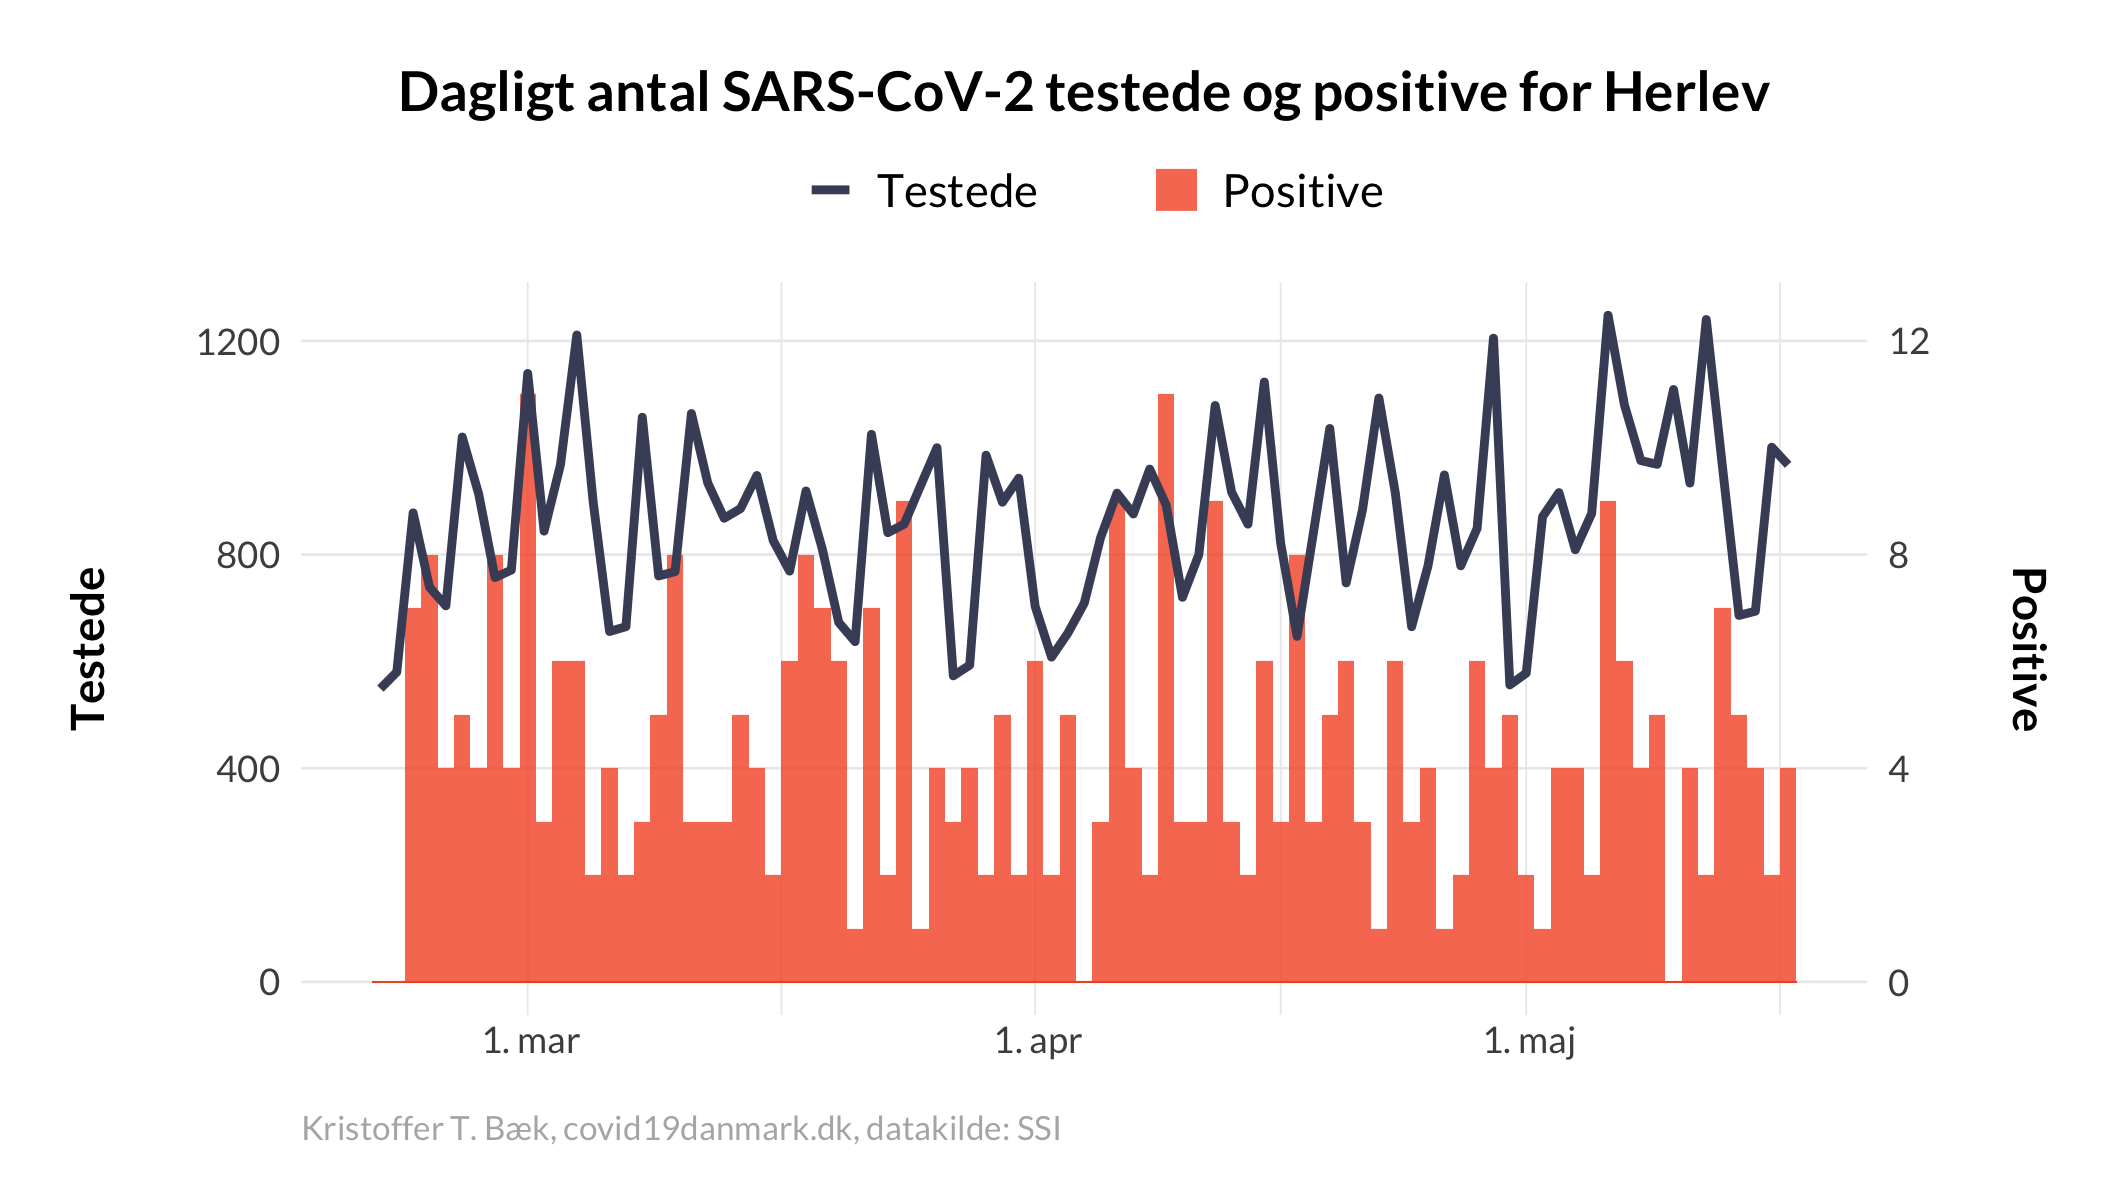 Dagligt antal SARS-CoV-2 testede og positive for Herlev
Testede
Positive
1200
800
400
0
12
8
4
0
Testede
Positive
1. mar
1. apr
1. maj
Kristoffer T. Bæk, covid19danmark.dk, datakilde: SSI